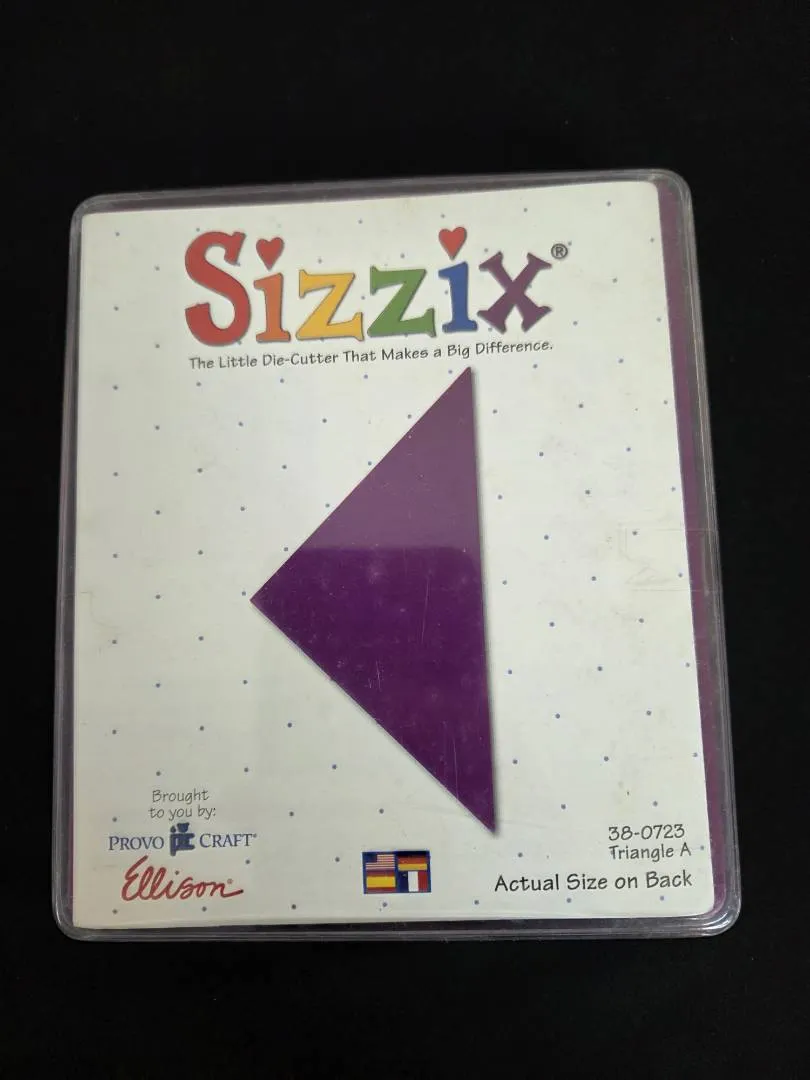 Sizzix®
The Little Die-Cutter That Makes a Big Difference.
Brought
to you by:
PROVO pc CRAFT®
Ellison®
38-0723
Triangle A
Actual Size on Back